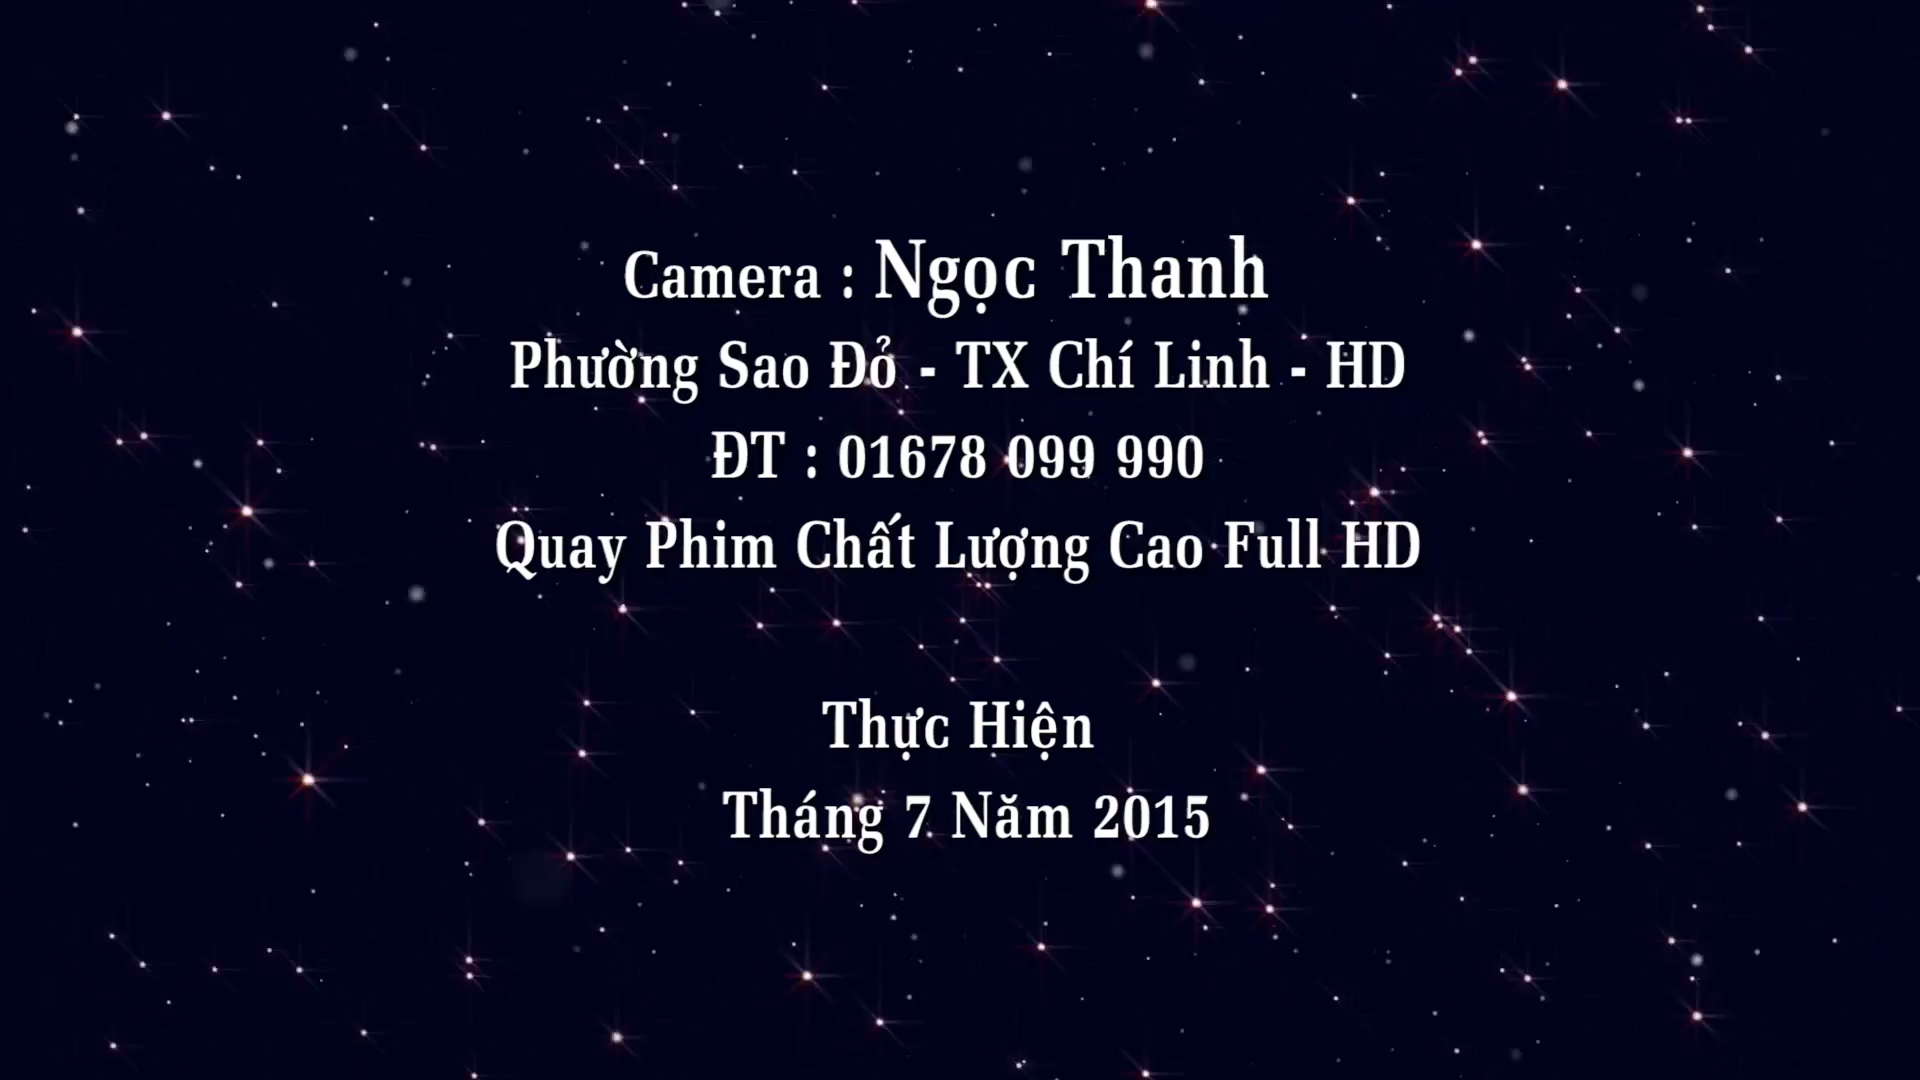 Camera : Ngọc Thanh
Phường Sao Đỏ - TX Chí Linh - HD
ĐT : 01678 099 990
Quay Phim Chất Lượng Cao Full HD
Thực Hiện
Tháng 7 Năm 2015